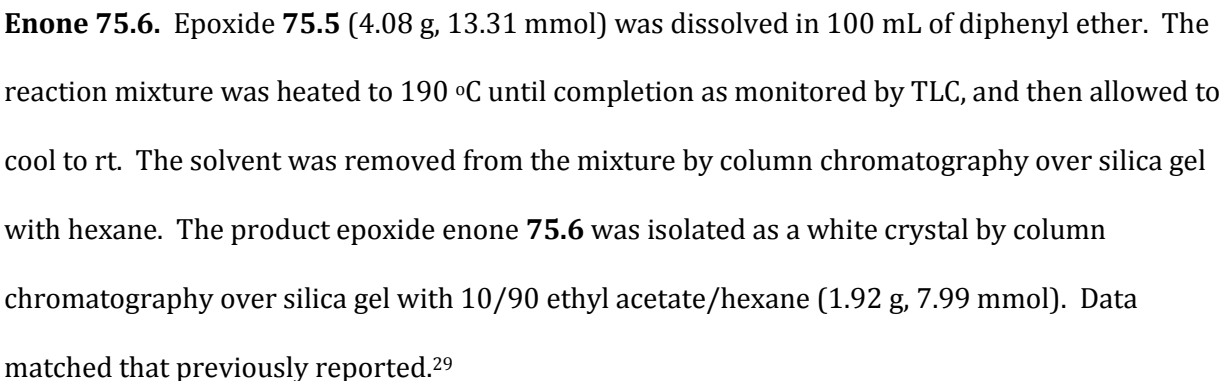 Enone 75.6. Epoxide 75.5 (4.08 g, 13.31 mmol) was dissolved in 100 mL of diphenyl ether. The
reaction mixture was heated to 190 ºC until completion as monitored by TLC, and then allowed to
cool to rt. The solvent was removed from the mixture by column chromatography over silica gel
with hexane. The product epoxide enone 75.6 was isolated as a white crystal by column
chromatography over silica gel with 10/90 ethyl acetate/hexane (1.92 g, 7.99 mmol). Data
matched that previously reported.²⁹